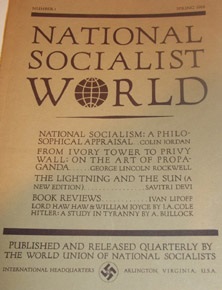 NUMBER 1 SPRING 1966
NATIONAL
SOCIALIST
WORLD
NATIONAL SOCIALISM: A PHILO-
SOPHICAL APPRAISAL COLIN JORDAN
FROM IVORY TOWER TO PRIVY
WALL: ON THE ART OF PROPA-
GANDA GEORGE LINCOLN ROCKWELL
THE LIGHTNING AND THE SUN (A
NEW EDITION) SAVITRI DEVI
BOOK REVIEWS IVAN LIPOFF
LORD HAW HAW & WILLIAM JOYCE BY J.A. COLE
HITLER: A STUDY IN TYRANNY BY A. BULLOCK
PUBLISHED AND RELEASED QUARTERLY BY
THE WORLD UNION OF NATIONAL SOCIALISTS
INTERNATIONAL HEADQUARTERS ARLINGTON, VIRGINIA, U.S.A.